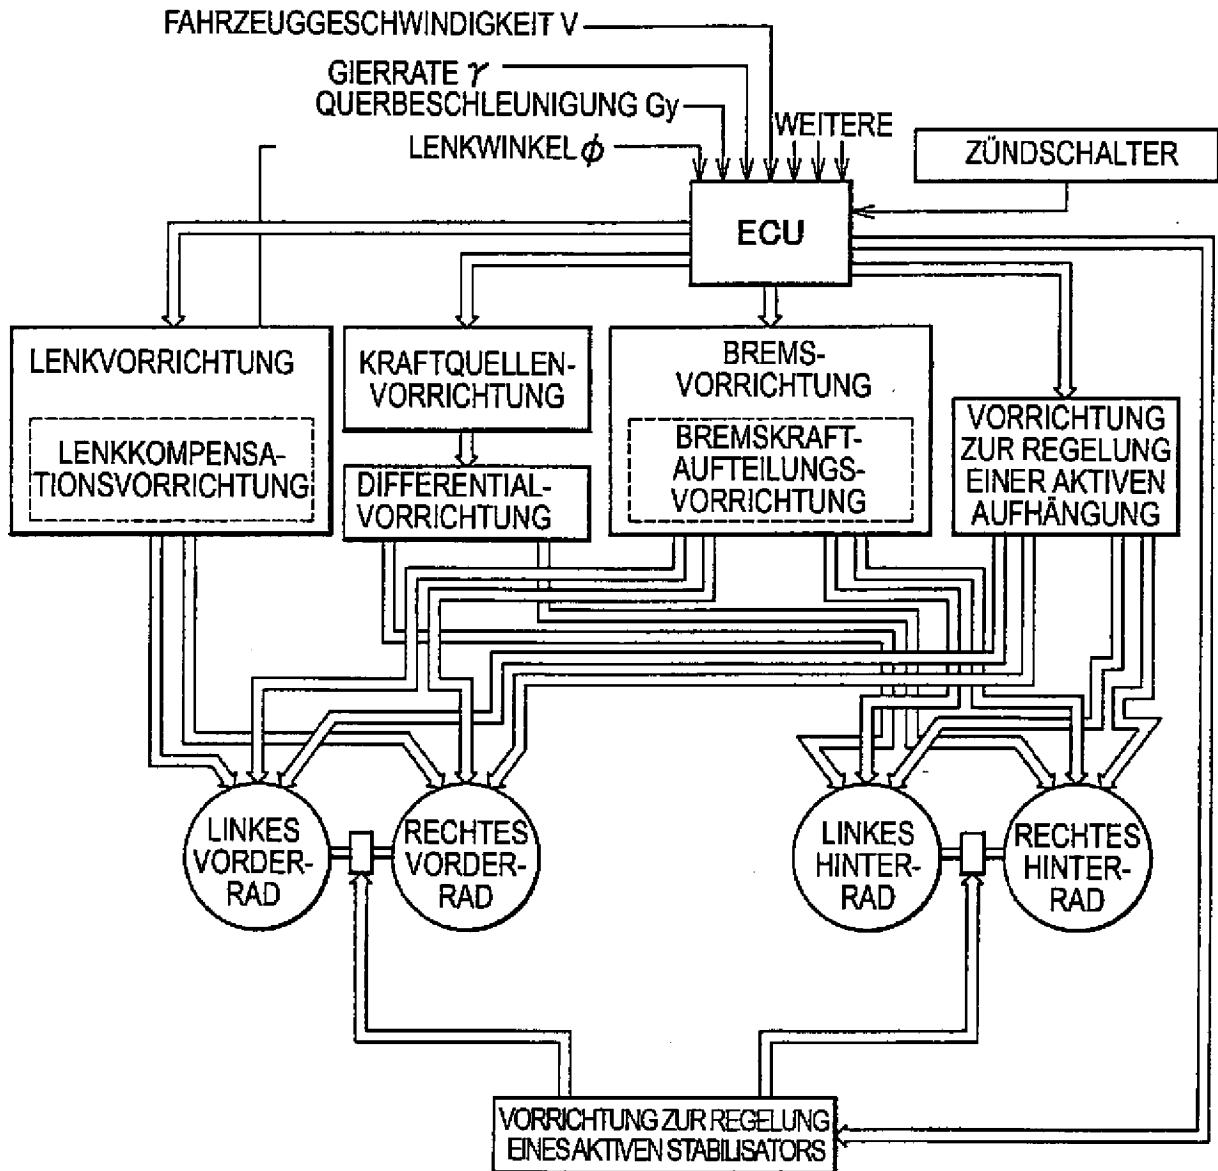 FAHRZEUGGESCHWINDIGKEIT V
GIERRATE γ
QUERBESCHLEUNIGUNG Gy
WEITERE
LENKWINKEL ϕ
ZÜNDSCHALTER
ECU
LENKVORRICHTUNG
LENKKOMPENSA-
TIONSVORRICHTUNG
KRAFTQUELLEN-
VORRICHTUNG
DIFFERENTIAL-
VORRICHTUNG
BREMS-
VORRICHTUNG
BREMSKRAFT-
AUFTEILUNGS-
VORRICHTUNG
VORRICHTUNG
ZUR REGELUNG
EINER AKTIVEN
AUFHÄNGUNG
LINKES
VORDER-
RAD
RECHTES
VORDER-
RAD
LINKES
HINTER-
RAD
RECHTES
HINTER-
RAD
VORRICHTUNG ZUR REGELUNG
EINES AKTIVEN STABILISATORS